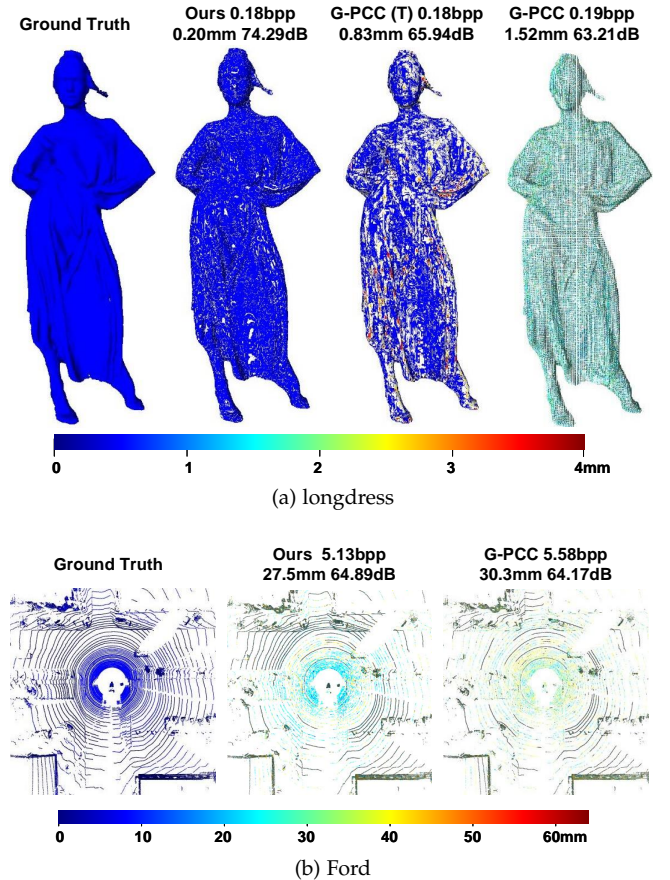 Ground Truth
Ours 0.18bpp
0.20mm 74.29dB
G-PCC (T) 0.18bpp
0.83mm 65.94dB
G-PCC 0.19bpp
1.52mm 63.21dB
0 1 2 3 4mm
(a) longdress
Ground Truth
Ours 5.13bpp
27.5mm 64.89dB
G-PCC 5.58bpp
30.3mm 64.17dB
0 10 20 30 40 50 60mm
(b) Ford